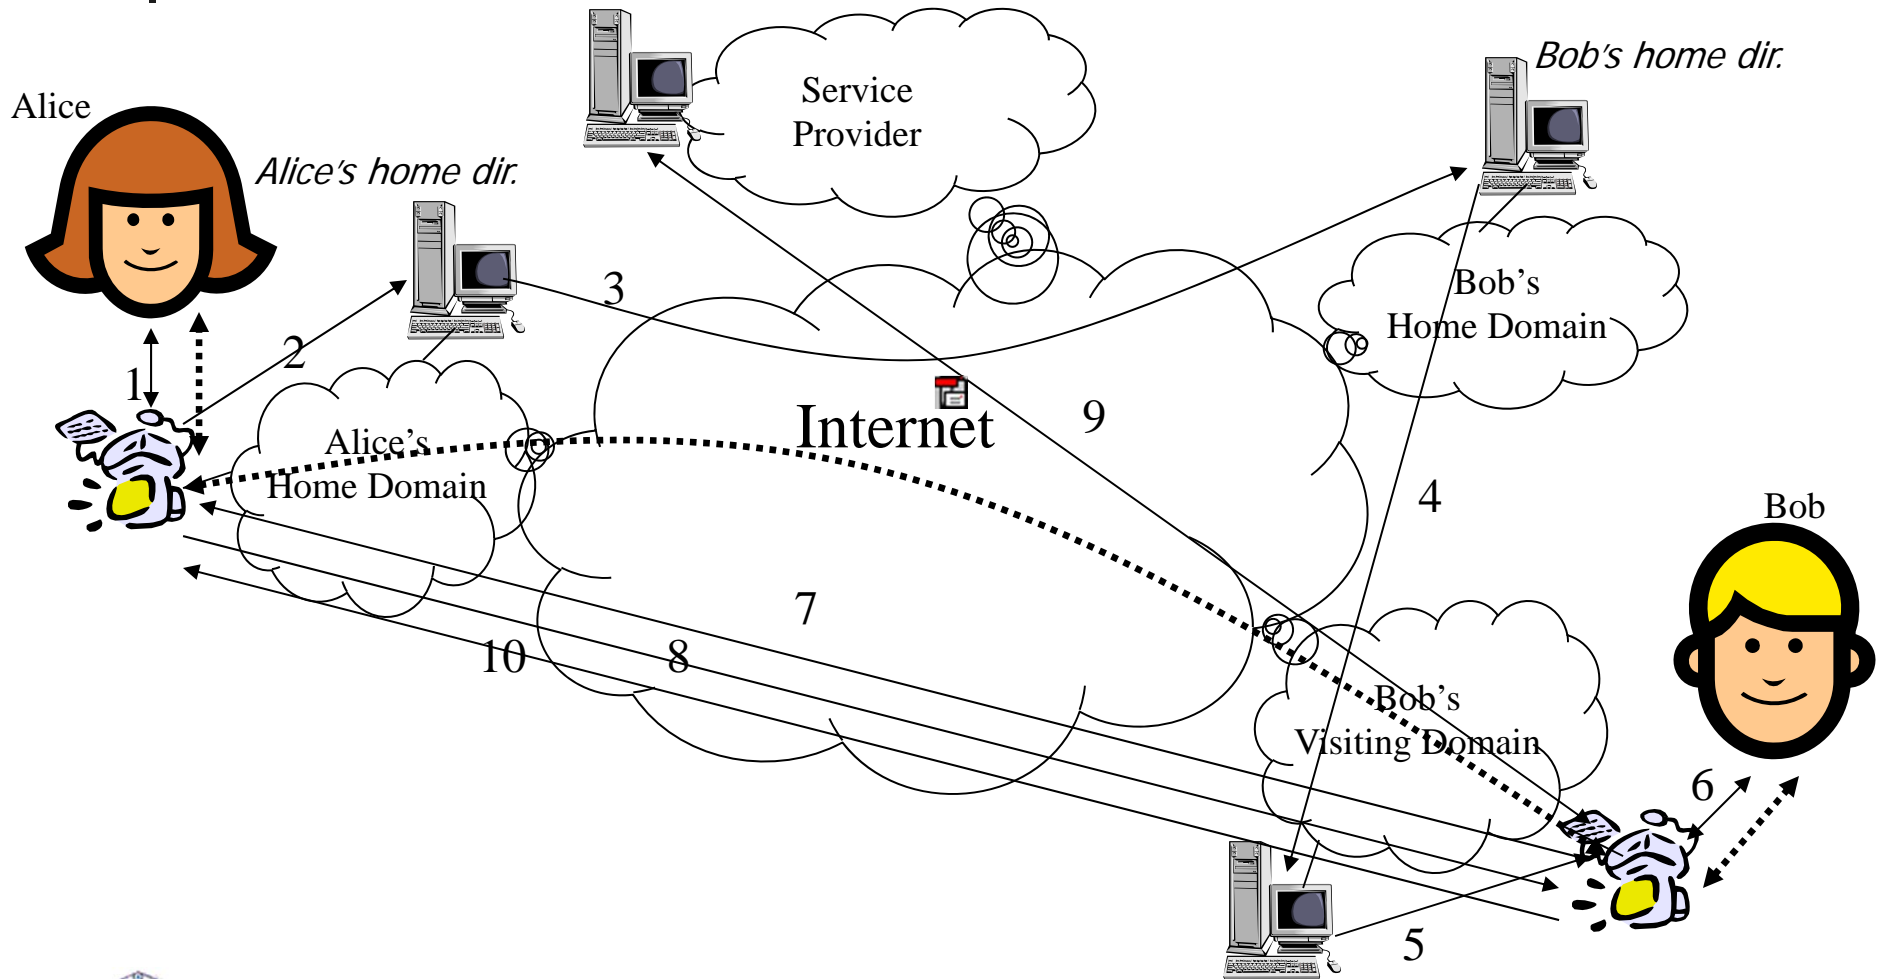 Alice
Alice's home dir.
Service
Provider
Bob's home dir.
Bob's
Home Domain
1
2
3
Internet
9
4
Alice's
Home Domain
Bob
7
10
8
Bob's
Visiting Domain
6
5